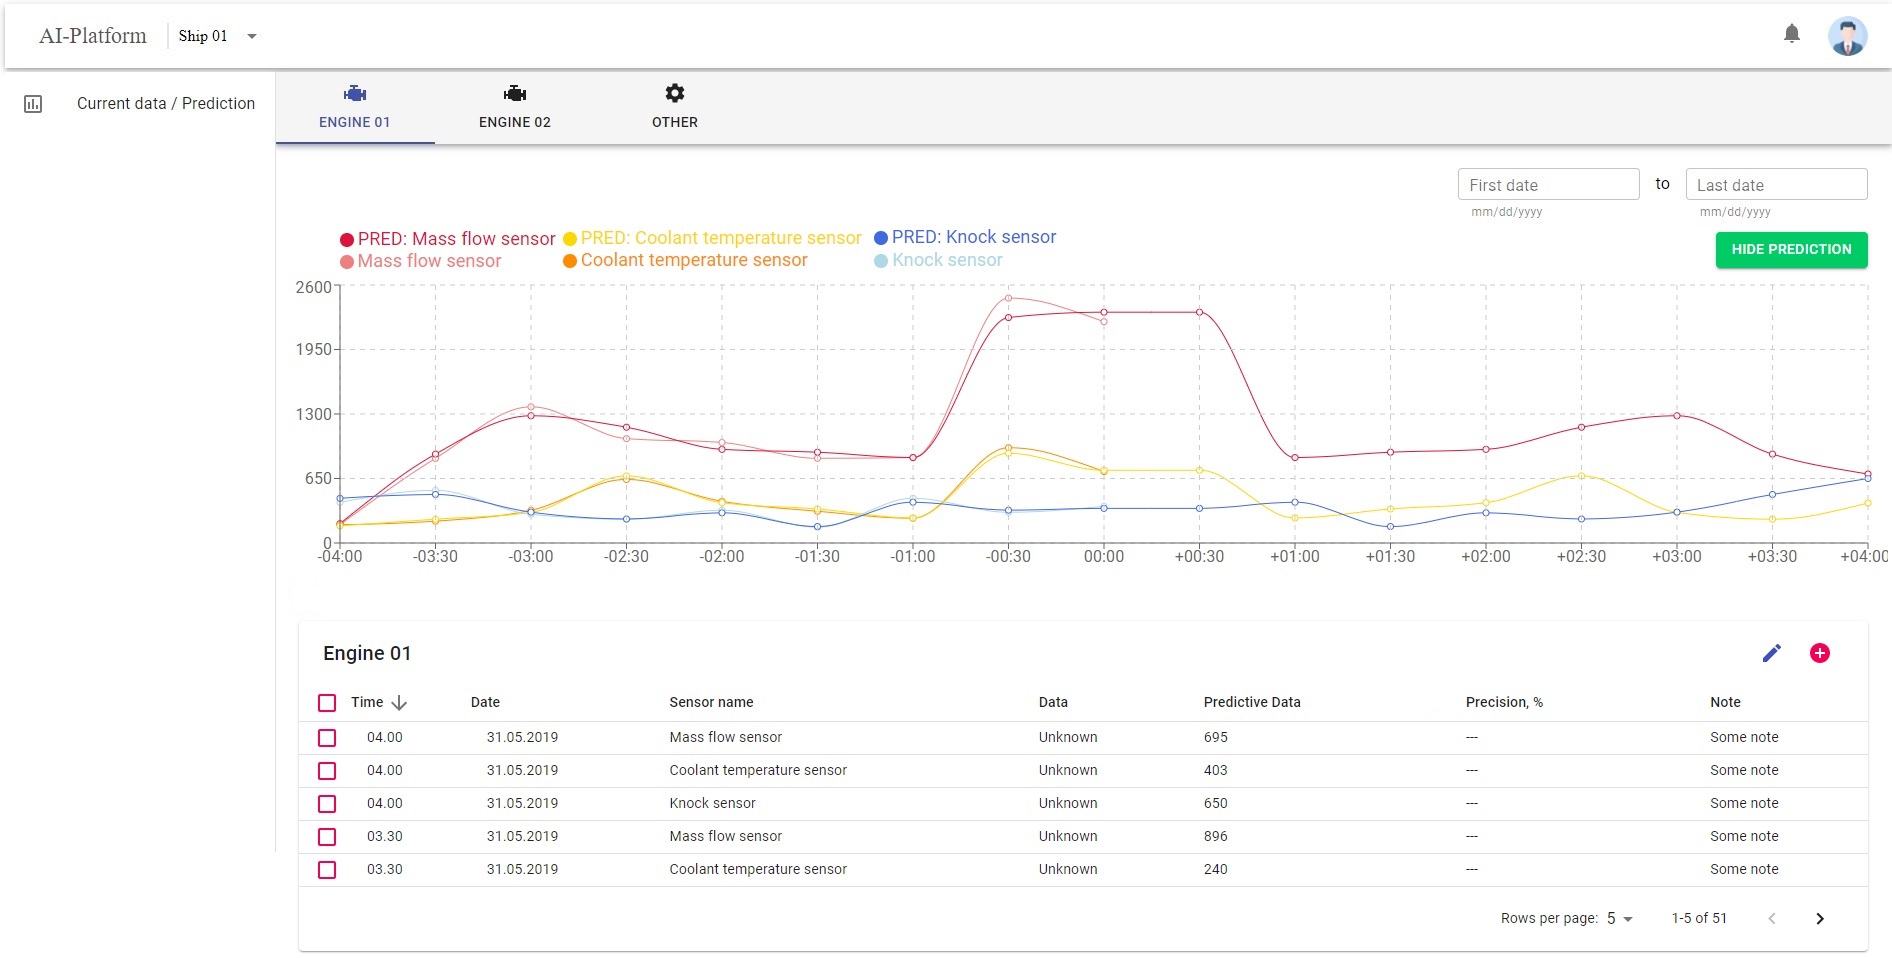 AI-Platform Ship 01
Current data / Prediction
ENGINE 01 ENGINE 02 OTHER
First date to Last date
mm/dd/yyyy mm/dd/yyyy
PRED: Mass flow sensor PRED: Coolant temperature sensor PRED: Knock sensor
Mass flow sensor Coolant temperature sensor Knock sensor
HIDE PREDICTION
2600
1950
1300
650
0
-04:00 -03:30 -03:00 -02:30 -02:00 -01:30 -01:00 -00:30 00:00 +00:30 +01:00 +01:30 +02:00 +02:30 +03:00 +03:30 +04:00
Engine 01
Time Date Sensor name Data Predictive Data Precision, % Note
04.00 31.05.2019 Mass flow sensor Unknown 695 --- Some note
04.00 31.05.2019 Coolant temperature sensor Unknown 403 --- Some note
04.00 31.05.2019 Knock sensor Unknown 650 --- Some note
03.30 31.05.2019 Mass flow sensor Unknown 896 --- Some note
03.30 31.05.2019 Coolant temperature sensor Unknown 240 --- Some note
Rows per page: 5 1-5 of 51